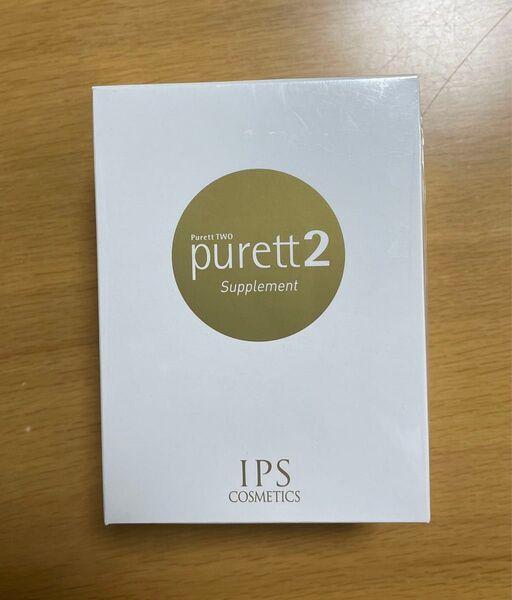 Purett TWO
purett2
Supplement
IPS
COSMETICS